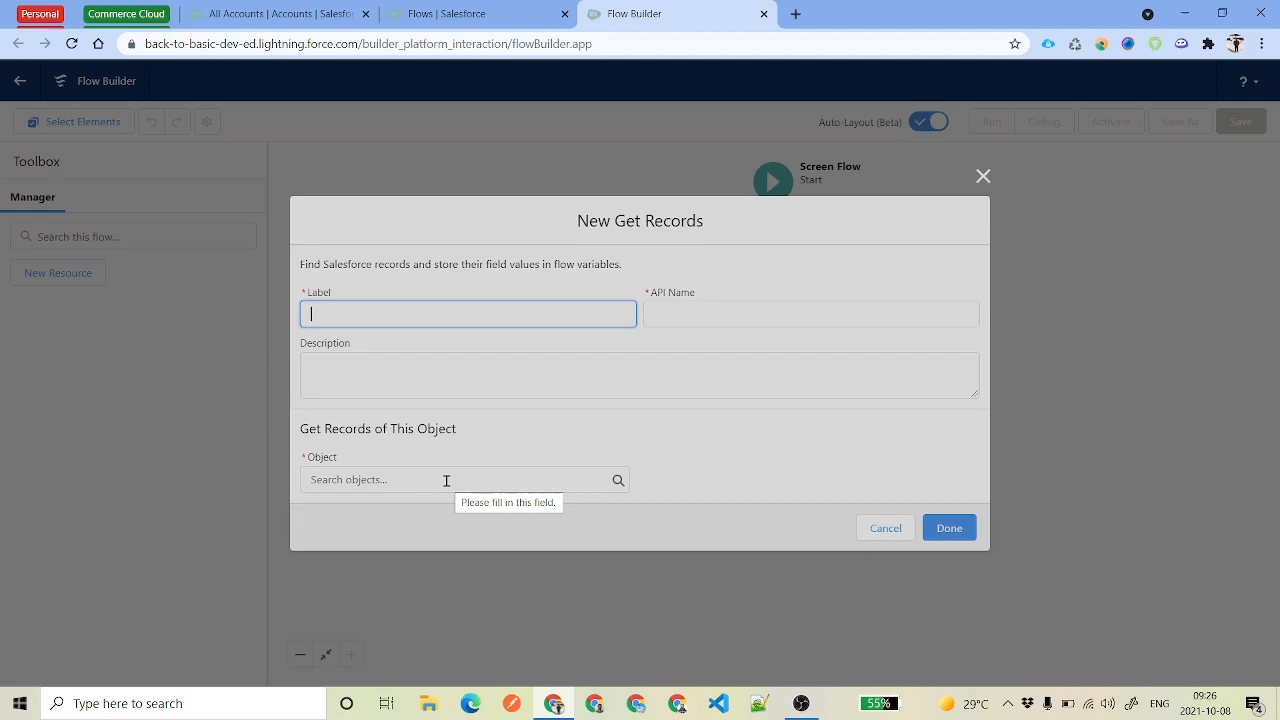 Personal
Commerce Cloud
All Accounts | Accounts | Salesfor
Flows | Salesforce
Flow Builder
back-to-basic-dev-ed.lightning.force.com/builder_platform_interaction/flowBuilder.app
Flow Builder
?
Select Elements
Auto-Layout (Beta)
Run
Debug
Activate
Save As
Save
Toolbox
Screen Flow
Start
Manager
New Get Records
Search this flow...
Find Salesforce records and store their field values in flow variables.
New Resource
* Label
* API Name
Description
Get Records of This Object
* Object
Search objects...
Please fill in this field.
Cancel
Done
Type here to search
55%
29°C
ENG
09:26
2021-10-08
4